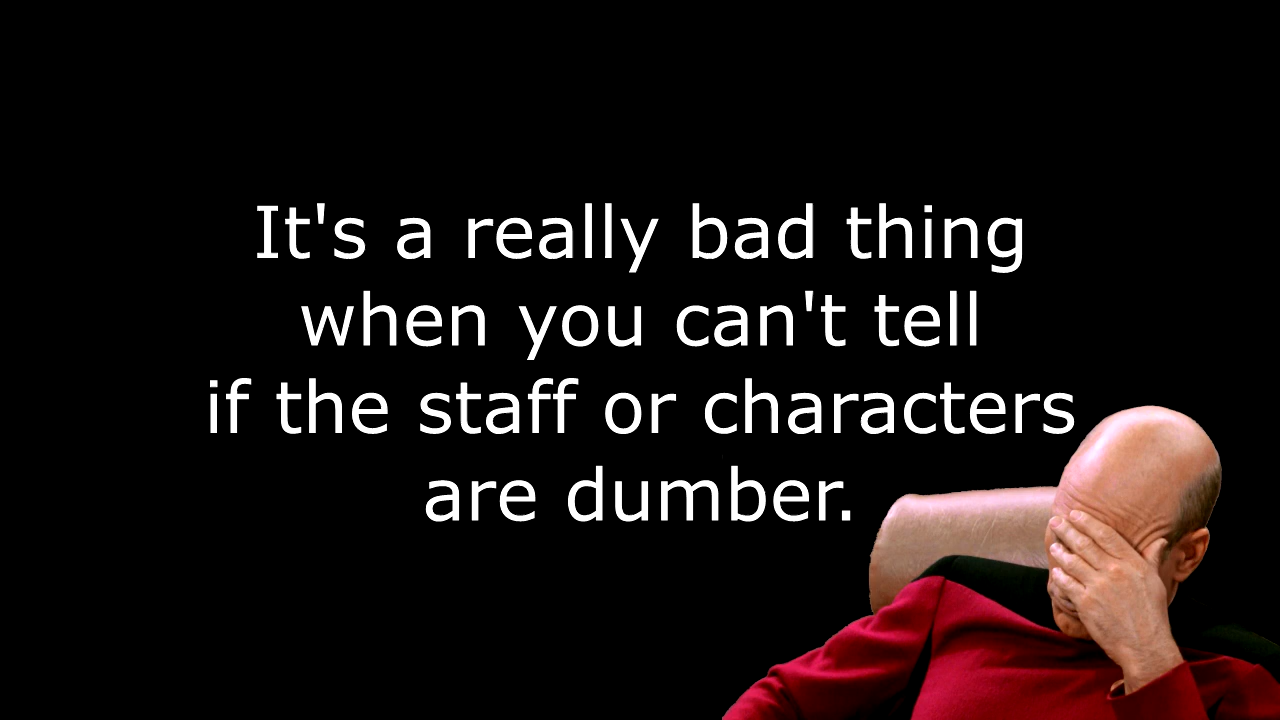 It's a really bad thing
when you can't tell
if the staff or characters
are dumber.